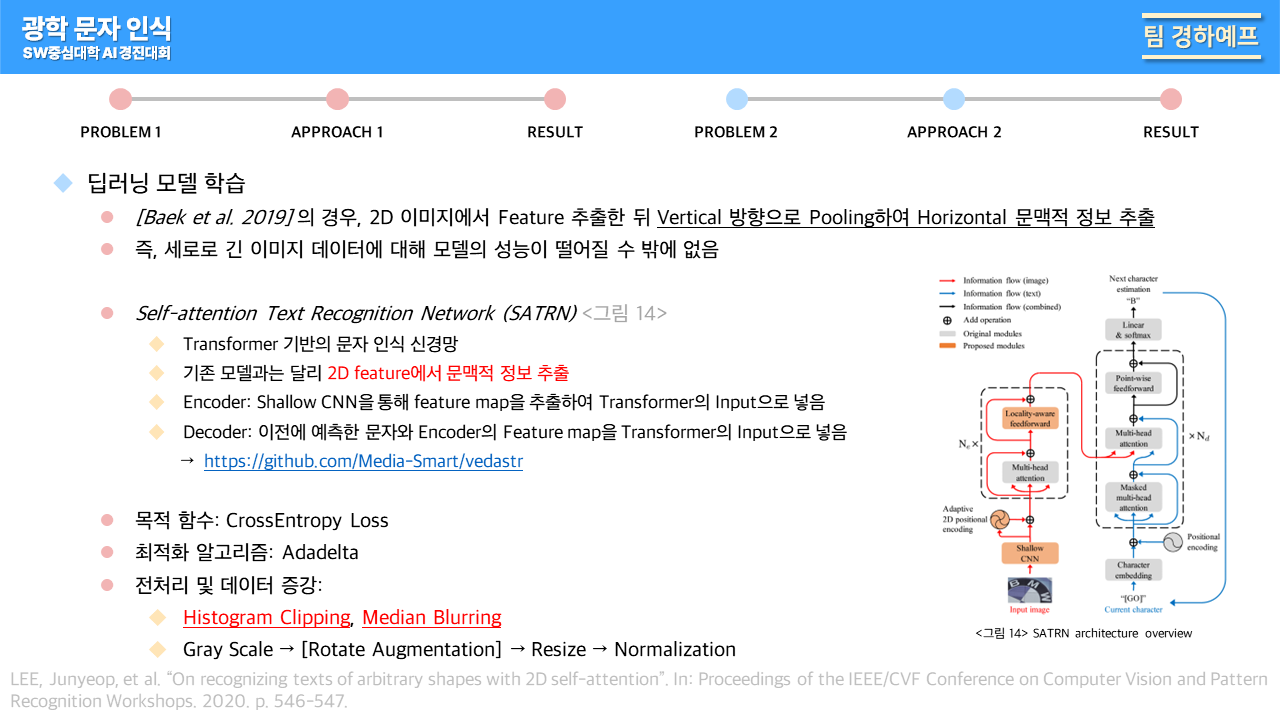 광학 문자 인식
SW중심대학 AI 경진대회
팀 경하예프
PROBLEM 1
APPROACH 1
RESULT
PROBLEM 2
APPROACH 2
RESULT
딥러닝 모델 학습
[Baek et al. 2019]의 경우, 2D 이미지에서 Feature 추출한 뒤 Vertical 방향으로 Pooling하여 Horizontal 문맥적 정보 추출
즉, 세로로 긴 이미지 데이터에 대해 모델의 성능이 떨어질 수 밖에 없음
Self-attention Text Recognition Network (SATRN) <그림 14>
Transformer 기반의 문자 인식 신경망
기존 모델과는 달리 2D feature에서 문맥적 정보 추출
Encoder: Shallow CNN을 통해 feature map을 추출하여 Transformer의 Input으로 넣음
Decoder: 이전에 예측한 문자와 Encoder의 Feature map을 Transformer의 Input으로 넣음
→ https://github.com/Media-Smart/vedastr
목적 함수: CrossEntropy Loss
최적화 알고리즘: Adadelta
전처리 및 데이터 증강:
Histogram Clipping, Median Blurring
Gray Scale → [Rotate Augmentation] → Resize → Normalization
Information flow (image)
Information flow (text)
Information flow (combined)
Add operation
Original modules
Proposed modules
Next character
estimation
“B”
Linear
& softmax
Point-wise
feedforward
Multi-head
attention
× Nd
Masked
multi-head
attention
Positional
encoding
Character
embedding
“[GO]”
Current character
Locality-aware
feedforward
Ne ×
Multi-head
attention
Adaptive
2D positional
encoding
Shallow
CNN
BMW
Input image
<그림 14> SATRN architecture overview
LEE, Junyeop, et al. “On recognizing texts of arbitrary shapes with 2D self-attention”. In: Proceedings of the IEEE/CVF Conference on Computer Vision and Pattern
Recognition Workshops. 2020. p. 546-547.